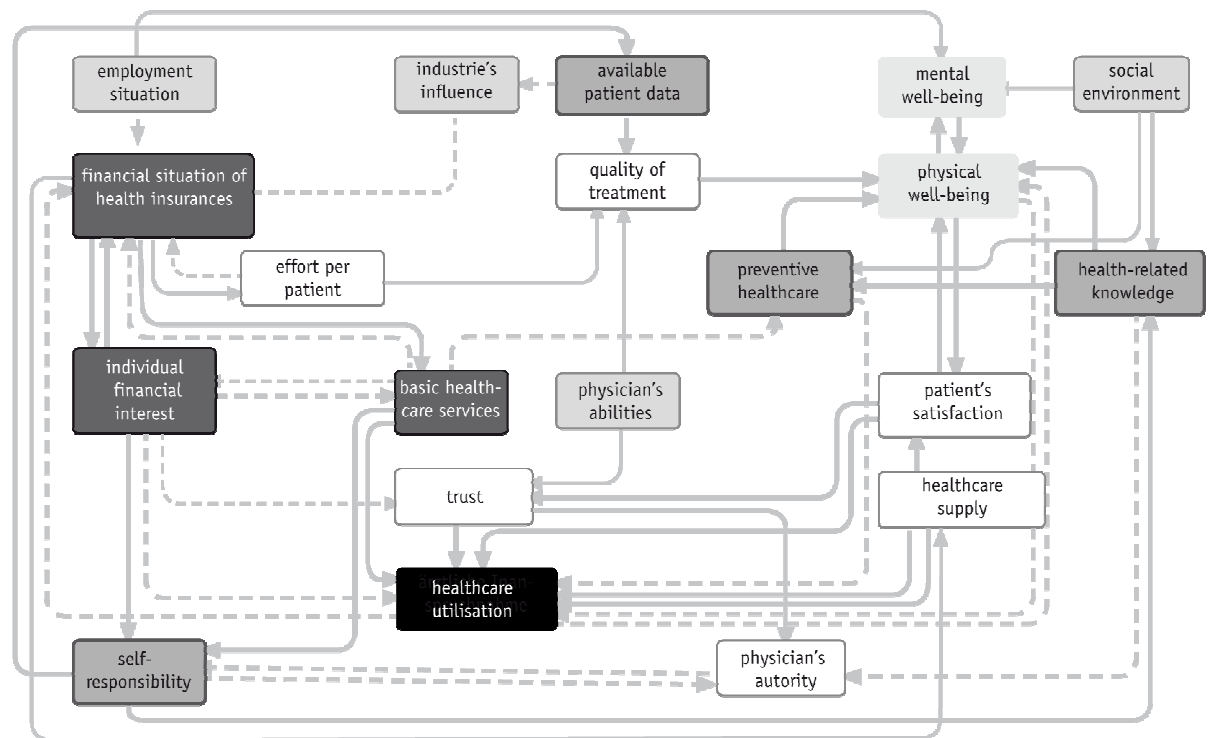 employment
situation
industrie's
influence
available
patient data
mental
well-being
social
environment
financial situation of
health insurances
quality of
treatment
physical
well-being
effort per
patient
preventive
healthcare
health-related
knowledge
individual
financial
interest
basic health-
care services
physician's
abilities
patient's
satisfaction
trust
healthcare
supply
healthcare
utilisation
self-
responsibility
physician's
autority